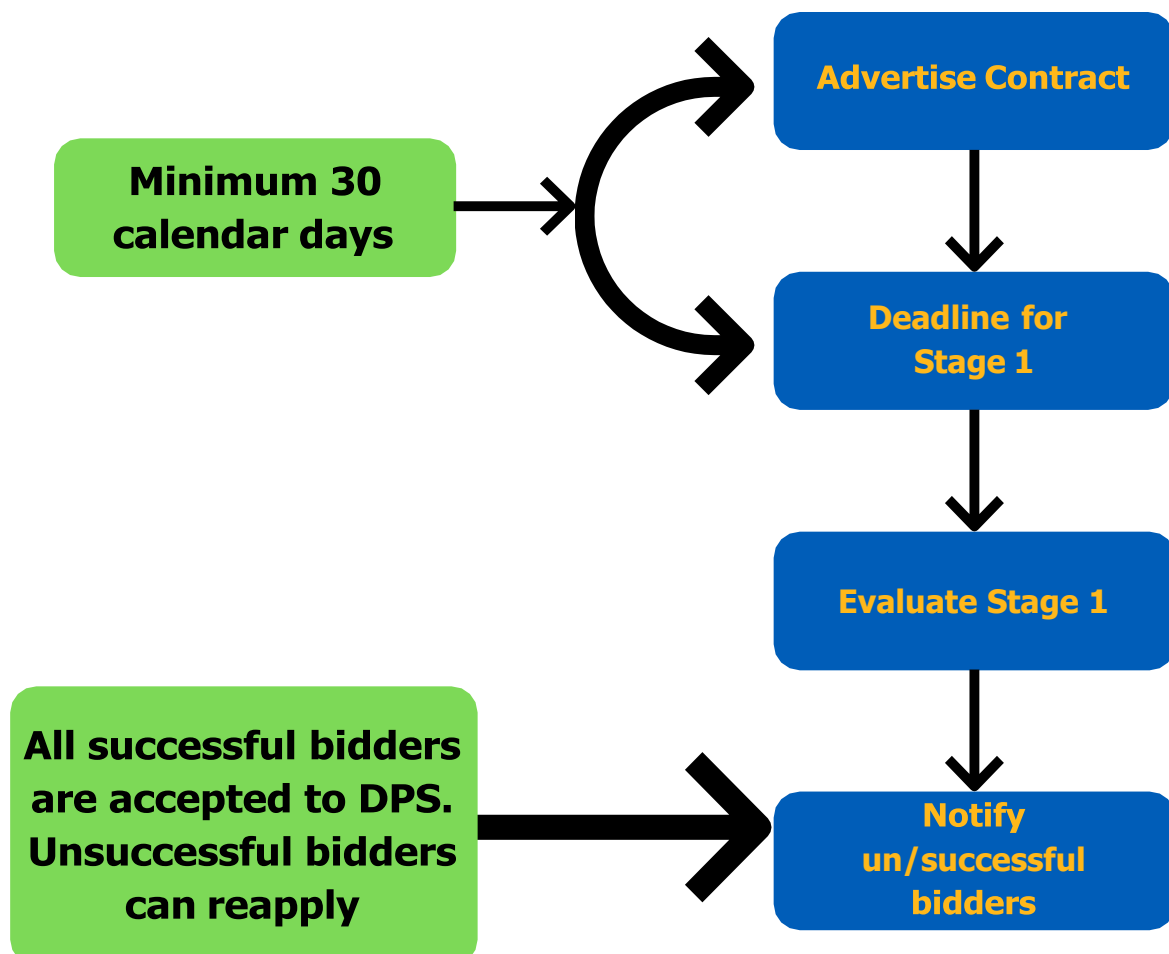 Advertise Contract
Minimum 30
calendar days
Deadline for
Stage 1
Evaluate Stage 1
All successful bidders
are accepted to DPS.
Unsuccessful bidders
can reapply
Notify
un/successful
bidders